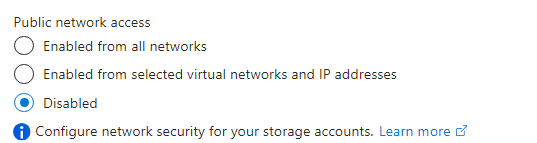 Public network access
Enabled from all networks
Enabled from selected virtual networks and IP addresses
Disabled
Configure network security for your storage accounts. Learn more